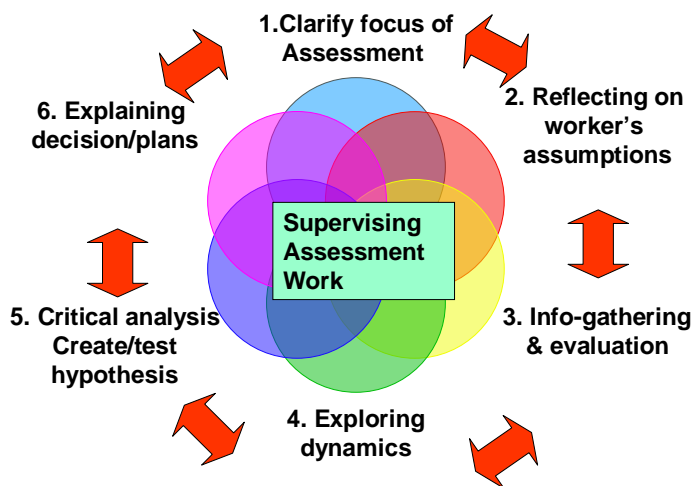 1.Clarify focus of
Assessment
2. Reflecting on
worker's
assumptions
3. Info-gathering
& evaluation
4. Exploring
dynamics
5. Critical analysis
Create/test
hypothesis
6. Explaining
decision/plans
Supervising
Assessment
Work